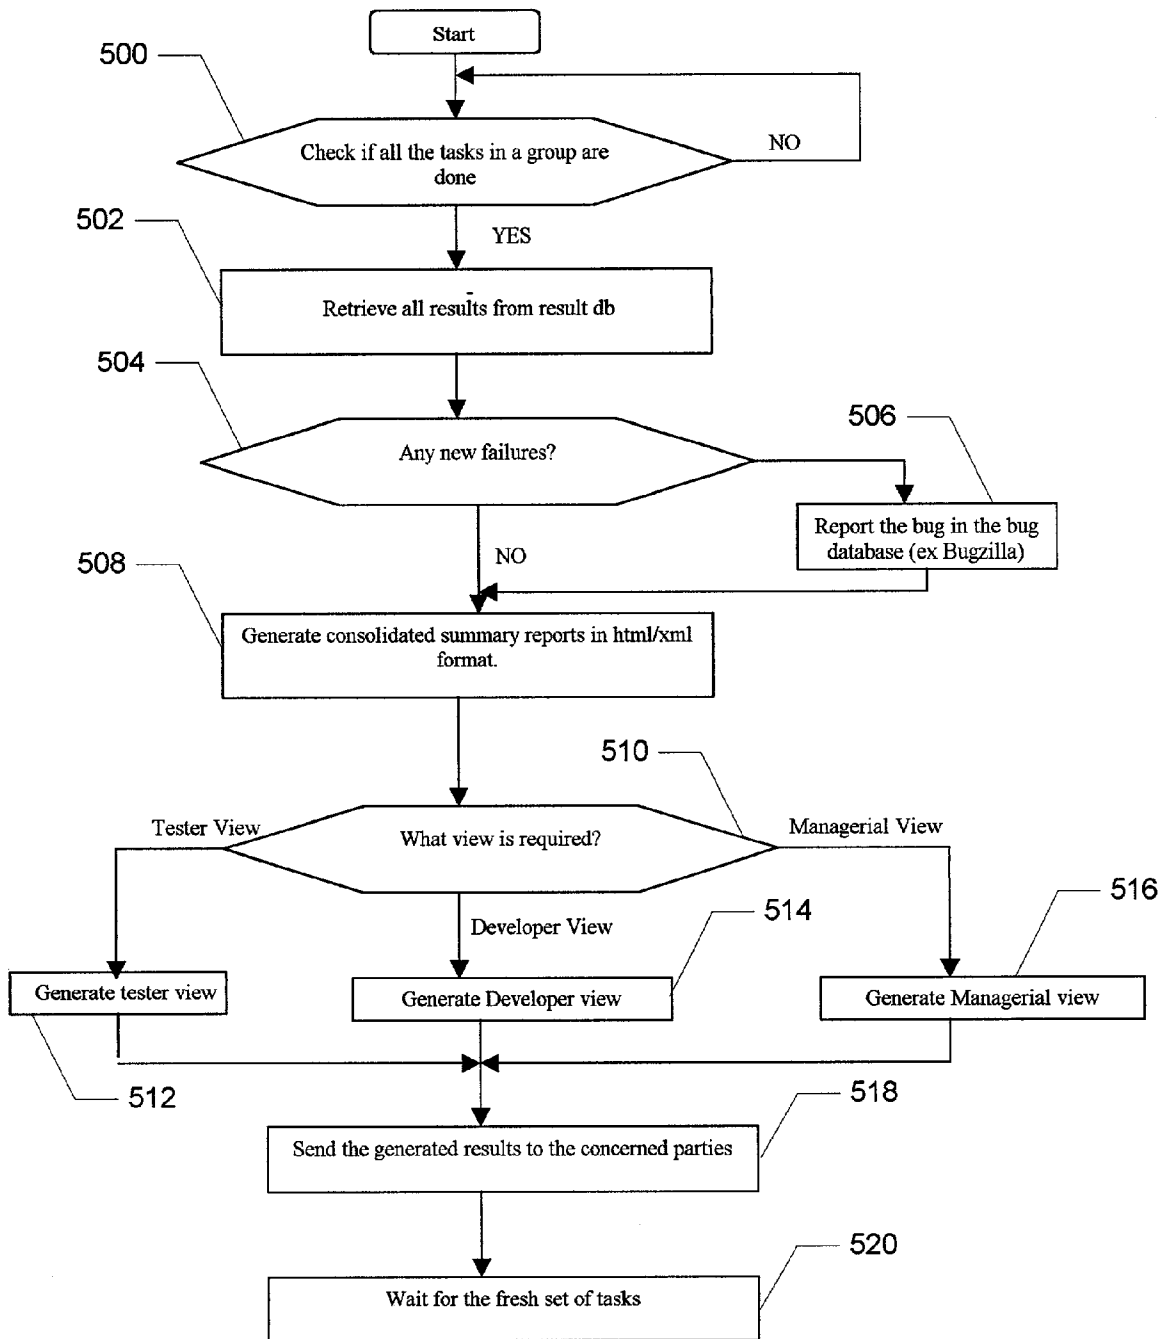 Start
500
Check if all the tasks in a group are
done
NO
502
YES
Retrieve all results from result db
504
Any new failures?
506
Report the bug in the bug
database (ex Bugzilla)
NO
508
Generate consolidated summary reports in html/xml
format.
510
Tester View
What view is required?
Managerial View
516
514
Developer View
Generate tester view
Generate Developer view
Generate Managerial view
512
518
Send the generated results to the concerned parties
520
Wait for the fresh set of tasks